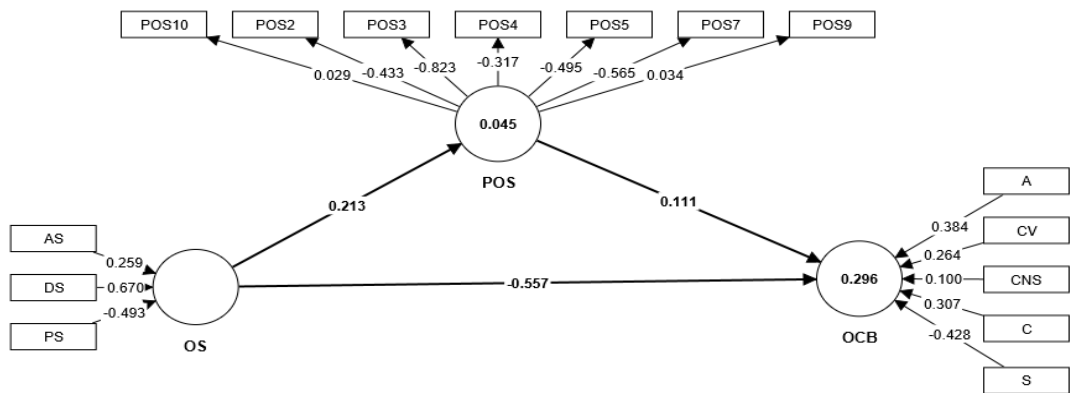 POS10 POS2 POS3 POS4 POS5 POS7 POS9
0.029 -0.433 -0.823 -0.317 -0.495 -0.565 0.034
0.045
POS
A
0.213
0.111
0.384
CV
AS
0.264
0.259
CNS
0.100
0.296
DS
0.670
-0.557
0.307
C
-0.493
PS
-0.428
OS
OCB
S